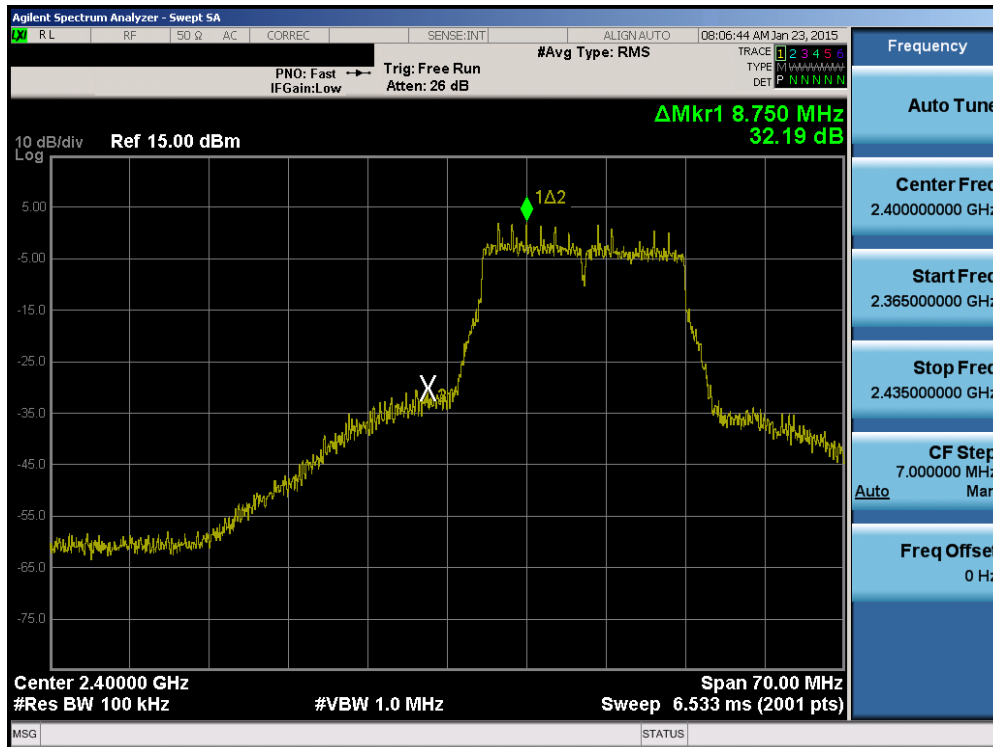 Agilent Spectrum Analyzer - Swept SA
LXI RL RF 50 Ω AC CORREC SENSE:INT ALIGNAUTO 08:06:44 AM Jan 23, 2015
#Avg Type: RMS
TRACE 1 2 3 4 5 6
TYPE M W W W W W
DET P N N N N N
PNO: Fast Trig: Free Run
IFGain:Low Atten: 26 dB
ΔMkr1 8.750 MHz
32.19 dB
10 dB/div Ref 15.00 dBm
Log
1Δ2
5.00
-5.00
-15.0
-25.0
-35.0
-45.0
-55.0
-65.0
-75.0
Center 2.40000 GHz Span 70.00 MHz
#Res BW 100 kHz #VBW 1.0 MHz Sweep 6.533 ms (2001 pts)
MSG STATUS
Frequency
Auto Tune
Center Freq
2.400000000 GHz
Start Freq
2.365000000 GHz
Stop Freq
2.435000000 GHz
CF Step
7.000000 MHz
Auto Man
Freq Offset
0 Hz